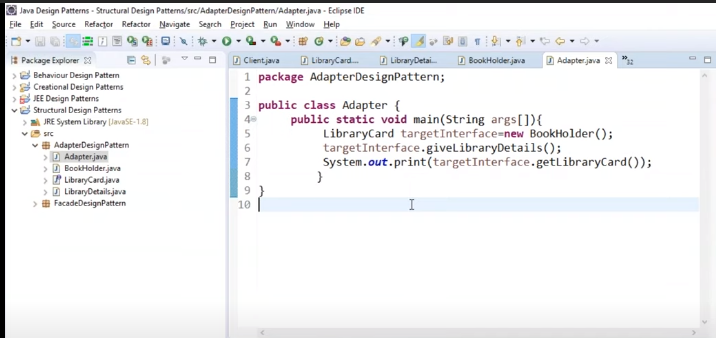 Java Design Patterns - Structural Design Patterns/src/AdapterDesignPattern/Adapter.java - Eclipse IDE
File Edit Source Refactor Refactor Navigate Search Project Run Window Help
Package Explorer
Client.java LibraryCard.... LibraryDetai... BookHolder.java Adapter.java »32
Behaviour Design Pattern
Creational Design Patterns
JEE Design Patterns
Structural Design Patterns
JRE System Library [JavaSE-1.8]
src
AdapterDesignPattern
Adapter.java
BookHolder.java
LibraryCard.java
LibraryDetails.java
FacadeDesignPattern
1 package AdapterDesignPattern;
2
3 public class Adapter {
4 public static void main(String args[]){
5 LibraryCard targetInterface=new BookHolder();
6 targetInterface.giveLibraryDetails();
7 System.out.print(targetInterface.getLibraryCard());
8 }
9 }
10